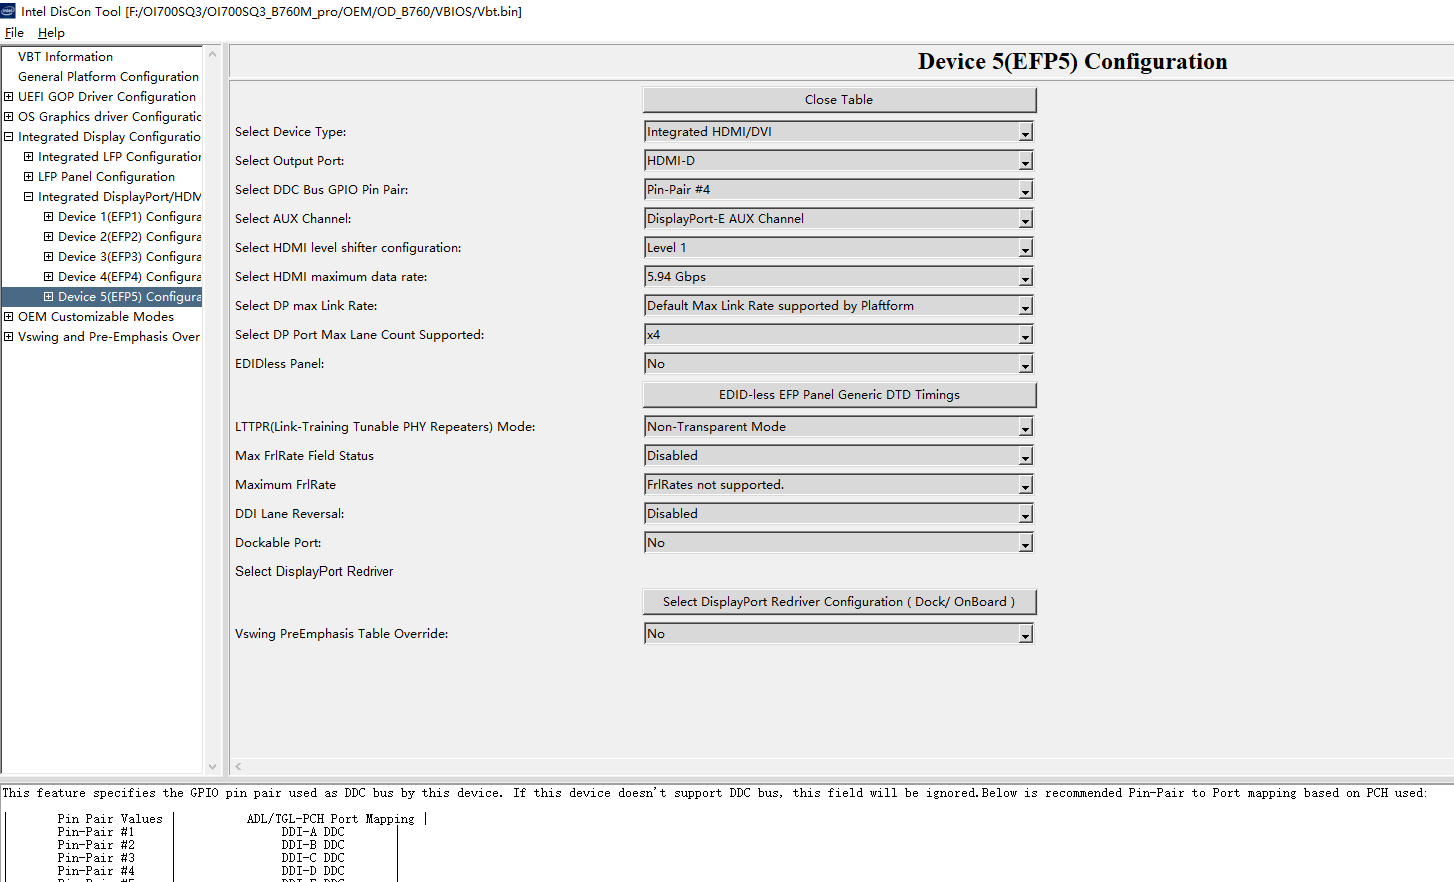 Intel DisCon Tool [F:/OI700SQ3/OI700SQ3_B760M_pro/OEM/OD_B760/VBIOS/Vbt.bin]
File Help
VBT Information
General Platform Configuration
UEFI GOP Driver Configuration
OS Graphics driver Configuratic
Integrated Display Configuratio
Integrated LFP Configuration
LFP Panel Configuration
Integrated DisplayPort/HDM
Device 1(EFP1) Configura
Device 2(EFP2) Configura
Device 3(EFP3) Configura
Device 4(EFP4) Configura
Device 5(EFP5) Configura
OEM Customizable Modes
Vswing and Pre-Emphasis Over
Device 5(EFP5) Configuration
Close Table
Select Device Type: Integrated HDMI/DVI
Select Output Port: HDMI-D
Select DDC Bus GPIO Pin Pair: Pin-Pair #4
Select AUX Channel: DisplayPort-E AUX Channel
Select HDMI level shifter configuration: Level 1
Select HDMI maximum data rate: 5.94 Gbps
Select DP max Link Rate: Default Max Link Rate supported by Plaftform
Select DP Port Max Lane Count Supported: x4
EDIDless Panel: No
EDID-less EFP Panel Generic DTD Timings
LTTPR(Link-Training Tunable PHY Repeaters) Mode: Non-Transparent Mode
Max FrlRate Field Status Disabled
Maximum FrlRate FrlRates not supported.
DDI Lane Reversal: Disabled
Dockable Port: No
Select DisplayPort Redriver
Select DisplayPort Redriver Configuration ( Dock/ OnBoard )
Vswing PreEmphasis Table Override: No
This feature specifies the GPIO pin pair used as DDC bus by this device. If this device doesn't support DDC bus, this field will be ignored.Below is recommended Pin-Pair to Port mapping based on PCH used:
Pin Pair Values | ADL/TGL-PCH Port Mapping |
Pin-Pair #1 DDI-A DDC
Pin-Pair #2 DDI-B DDC
Pin-Pair #3 DDI-C DDC
Pin-Pair #4 DDI-D DDC